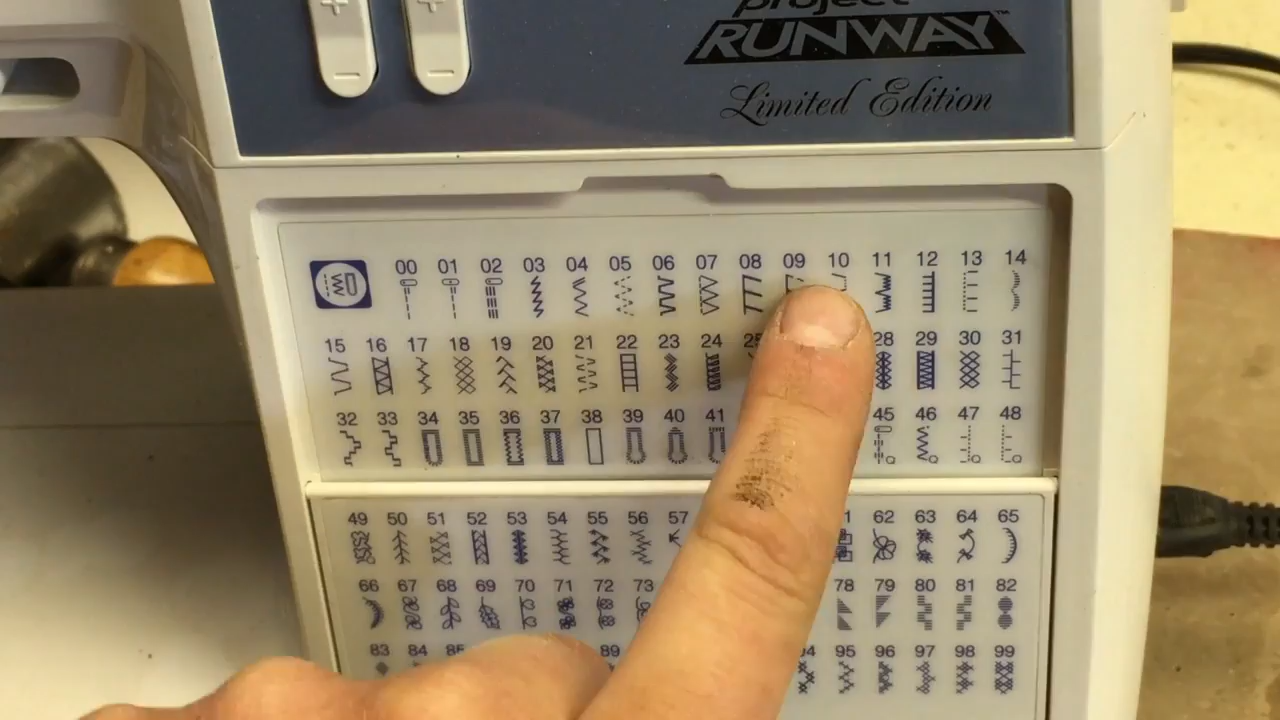 project
RUNWAY™
Limited Edition
00 01 02 03 04 05 06 07 08 09 10 11 12 13 14
15 16 17 18 19 20 21 22 23 24 28 29 30 31
32 33 34 35 36 37 38 39 40 41 45 46 47 48
49 50 51 52 53 54 55 56 57 62 63 64 65
66 67 68 69 70 71 72 73 78 79 80 81 82
83 84 85 89 95 96 97 98 99